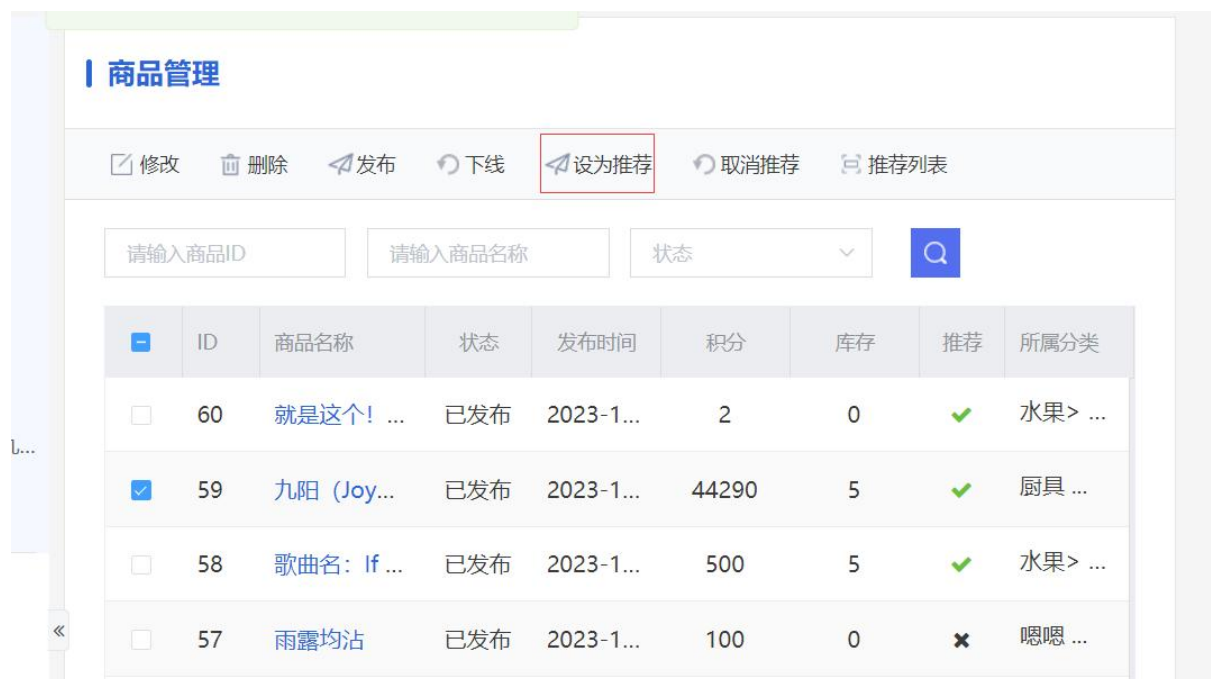 商品管理
修改 删除 发布 下线 设为推荐 取消推荐 推荐列表
请输入商品ID 请输入商品名称 状态
ID 商品名称 状态 发布时间 积分 库存 推荐 所属分类
60 就是这个！... 已发布 2023-1... 2 0 水果> ...
59 九阳（Joy... 已发布 2023-1... 44290 5 厨具 ...
58 歌曲名：If ... 已发布 2023-1... 500 5 水果> ...
57 雨露均沾 已发布 2023-1... 100 0 嗯嗯 ...